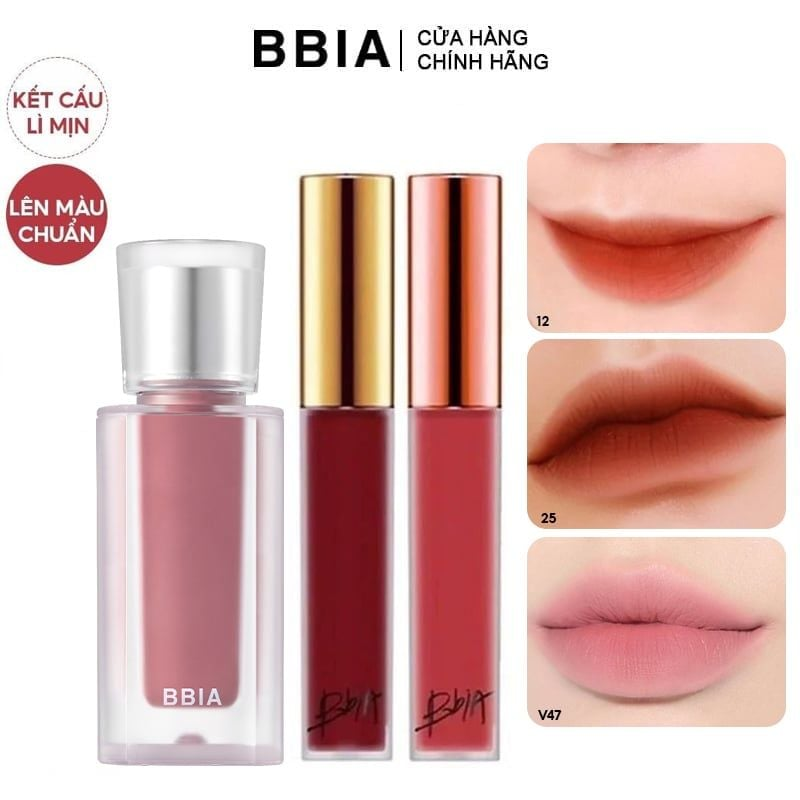 BBIA
CỬA HÀNG
CHÍNH HÃNG
KẾT CẤU
LÌ MỊN
LÊN MÀU
CHUẨN
BBIA
BBIA
BBIA
12
25
V47